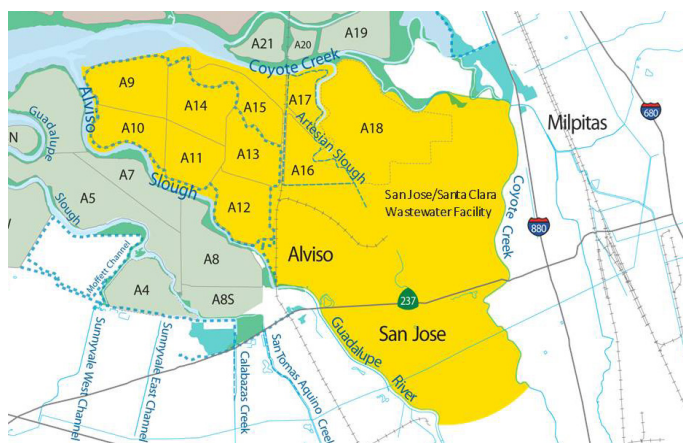 A21
A20
A19
Coyote Creek
A9
A14
A15
A17
Alviso
Slough
A10
A11
A13
A18
Artesian Slough
A16
A12
Guadalupe
Slough
N
A7
A5
A8
A4
A8S
Moffett Channel
San Jose/Santa Clara
Wastewater Facility
Alviso
Coyote Creek
Milpitas
680
880
237
San Jose
Guadalupe
River
Sunnyvale West Channel
Sunnyvale East Channel
Calabazas Creek
San Tomas Aquino Creek